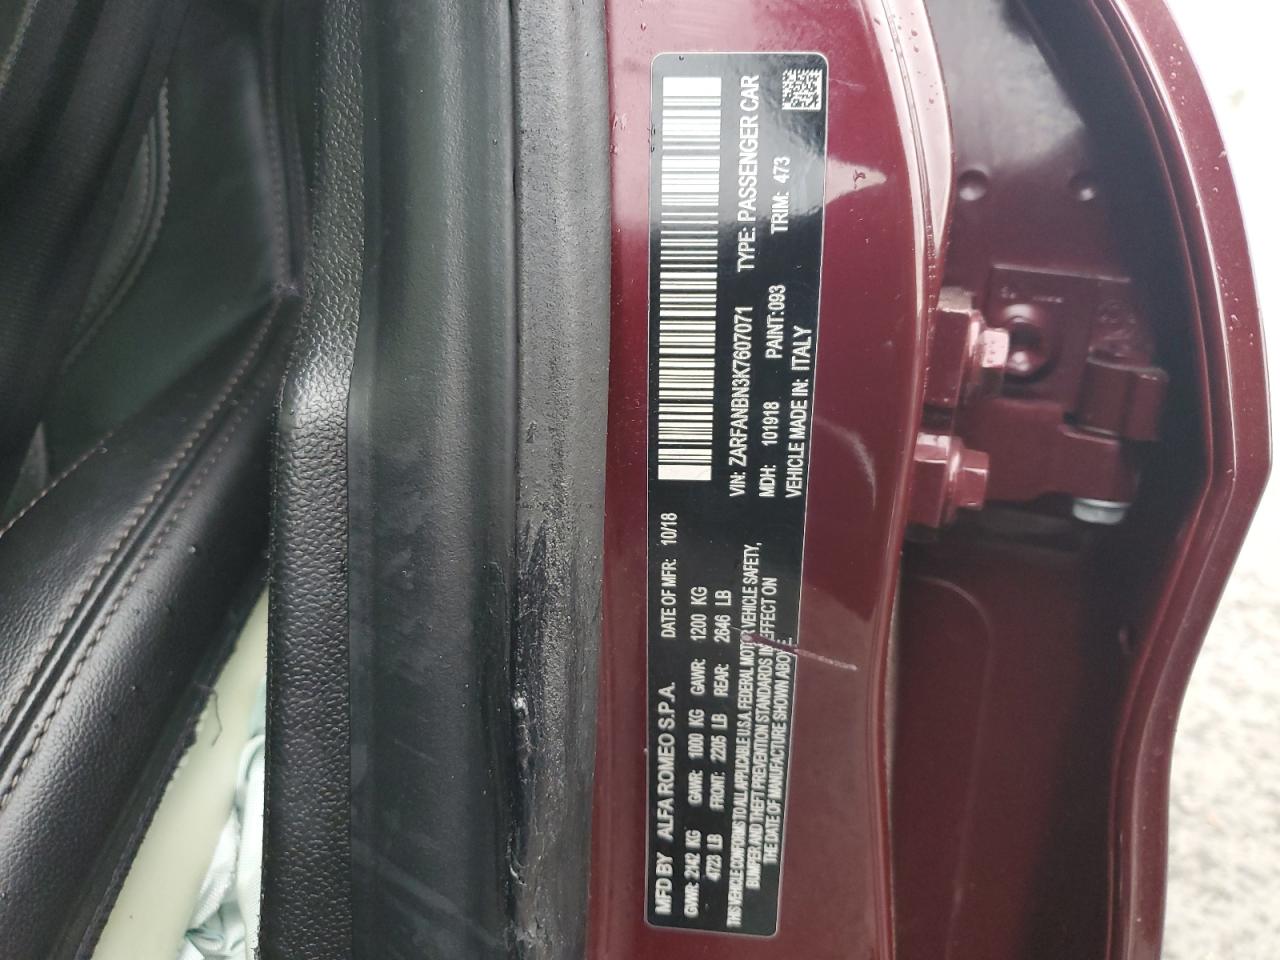 MFD BY ALFA ROMEO S.P.A. DATE OF MFR: 10/18
GVWR: 2142 KG GAWR: 1000 KG GAWR: 1200 KG
4723 LB FRONT: 2205 LB REAR: 2646 LB
THIS VEHICLE CONFORMS TO ALL APPLICABLE U.S.A. FEDERAL MOTOR VEHICLE SAFETY,
BUMPER, AND THEFT PREVENTION STANDARDS IN EFFECT ON
THE DATE OF MANUFACTURE SHOWN ABOVE.
VIN: ZARFANBN3K7607071 TYPE: PASSENGER CAR
MDH: 101918 PAINT: 093 TRIM: 473
VEHICLE MADE IN: ITALY